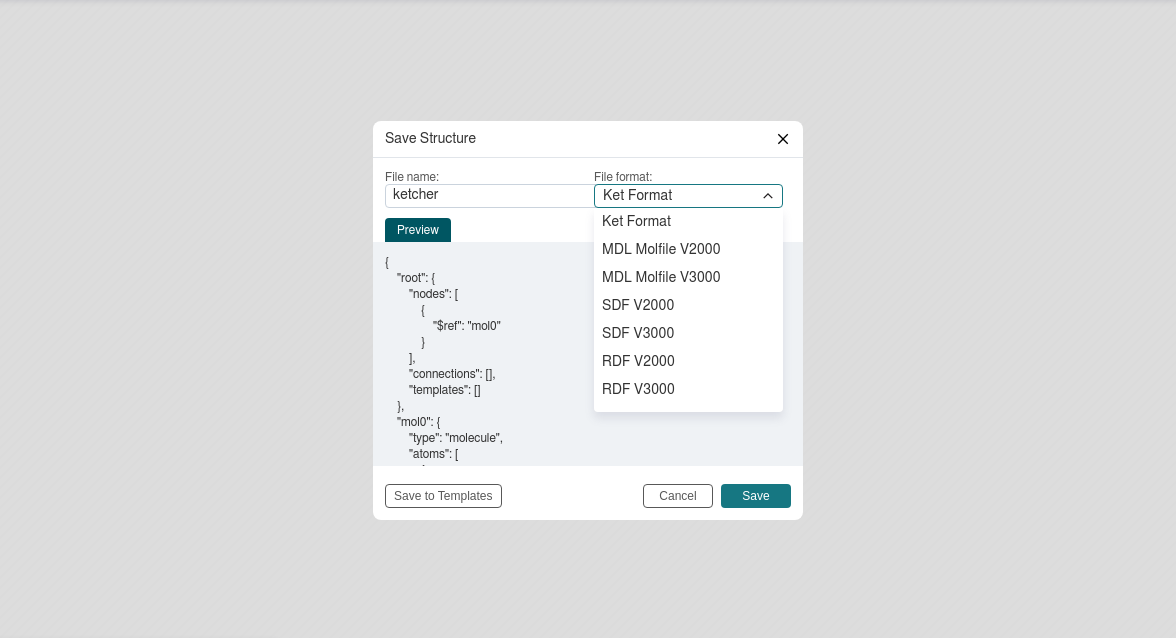 Save Structure
File name:
File format:
ketcher
Ket Format
Preview
Ket Format
MDL Molfile V2000
MDL Molfile V3000
SDF V2000
SDF V3000
RDF V2000
RDF V3000
{
"root": {
"nodes": [
{
"$ref": "mol0"
}
],
"connections": [],
"templates": []
},
"mol0": {
"type": "molecule",
"atoms": [
Save to Templates
Cancel
Save